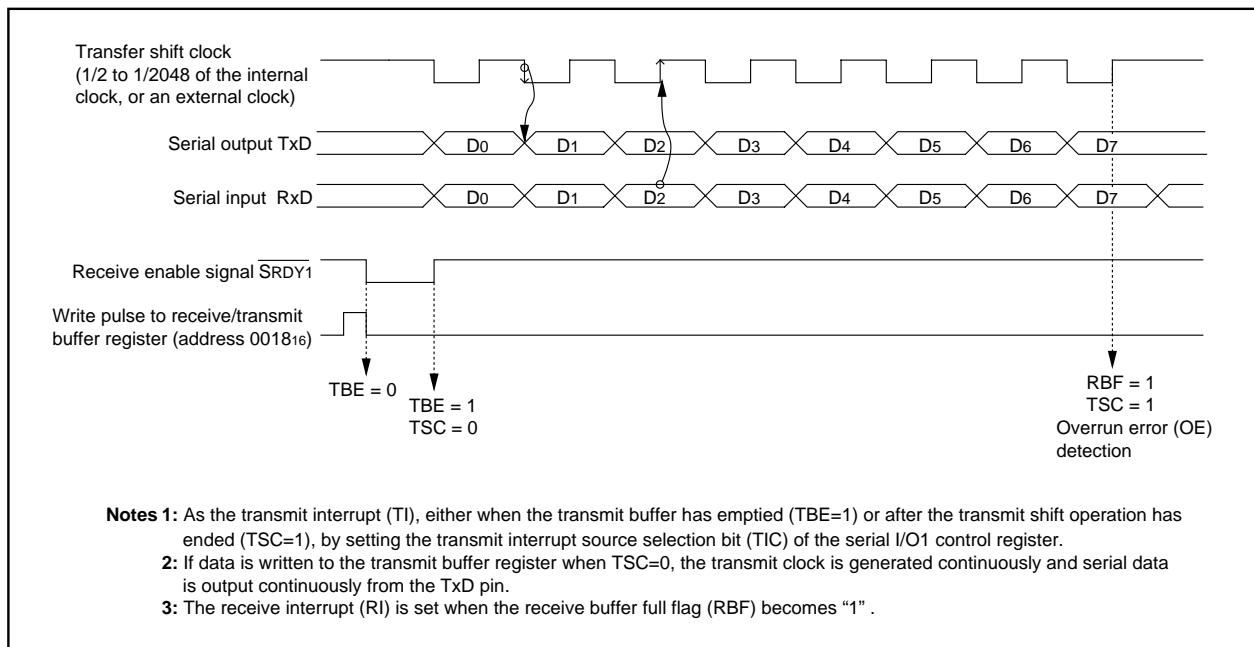 Transfer shift clock
(1/2 to 1/2048 of the internal
clock, or an external clock)
Serial output TxD
D0 D1 D2 D3 D4 D5 D6 D7
Serial input RxD
D0 D1 D2 D3 D4 D5 D6 D7
Receive enable signal SRDY1
Write pulse to receive/transmit
buffer register (address 001816)
TBE = 0
TBE = 1
TSC = 0
RBF = 1
TSC = 1
Overrun error (OE)
detection
Notes 1: As the transmit interrupt (TI), either when the transmit buffer has emptied (TBE=1) or after the transmit shift operation has
ended (TSC=1), by setting the transmit interrupt source selection bit (TIC) of the serial I/O1 control register.
2: If data is written to the transmit buffer register when TSC=0, the transmit clock is generated continuously and serial data
is output continuously from the TxD pin.
3: The receive interrupt (RI) is set when the receive buffer full flag (RBF) becomes “1” .